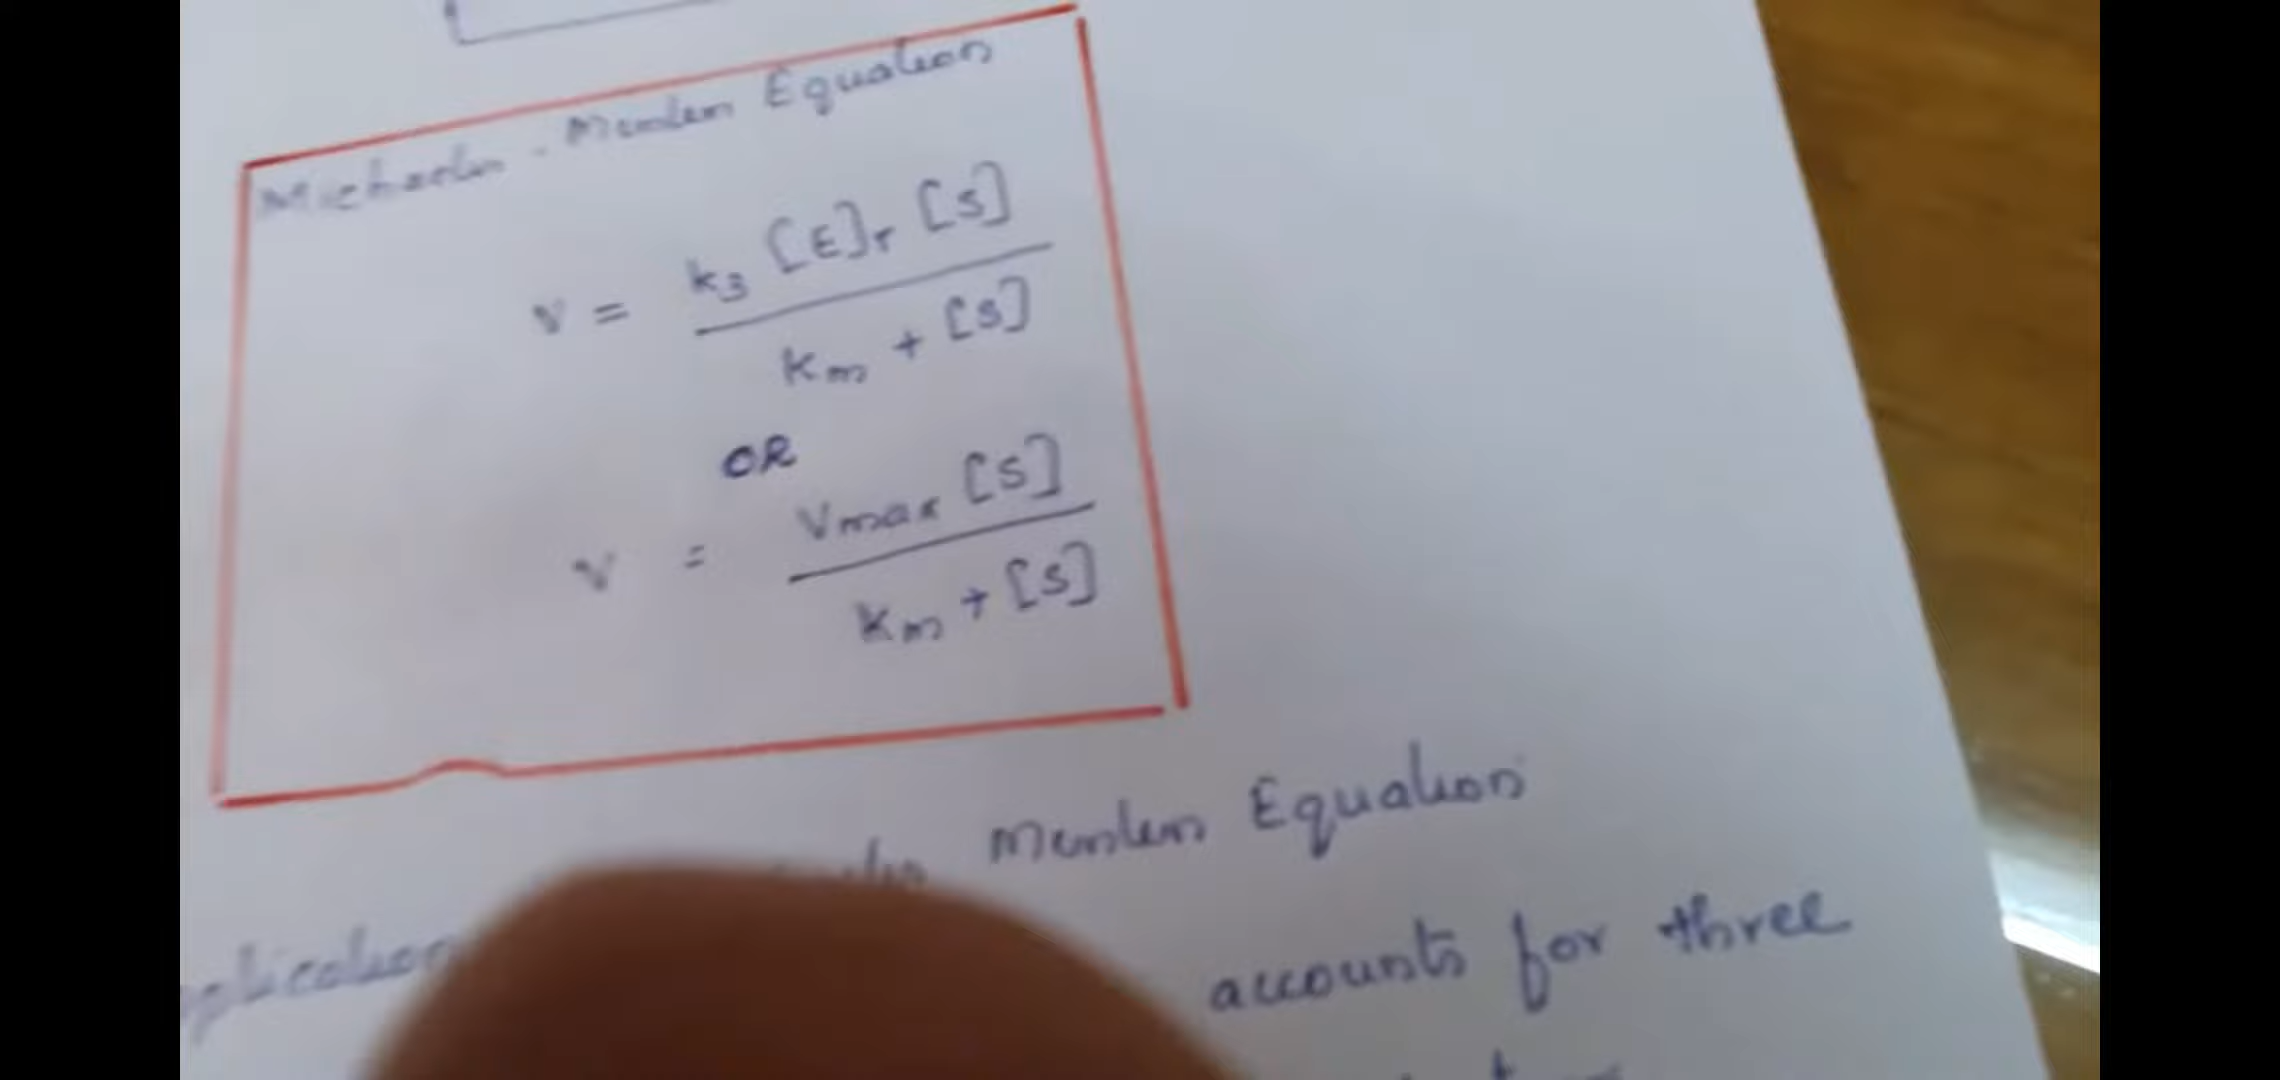 Michaelis - Menten Equation
V = k3 [E]T [S]
Km + [S]
OR
V = Vmax [S]
Km + [S]
Menten Equation
accounts for three